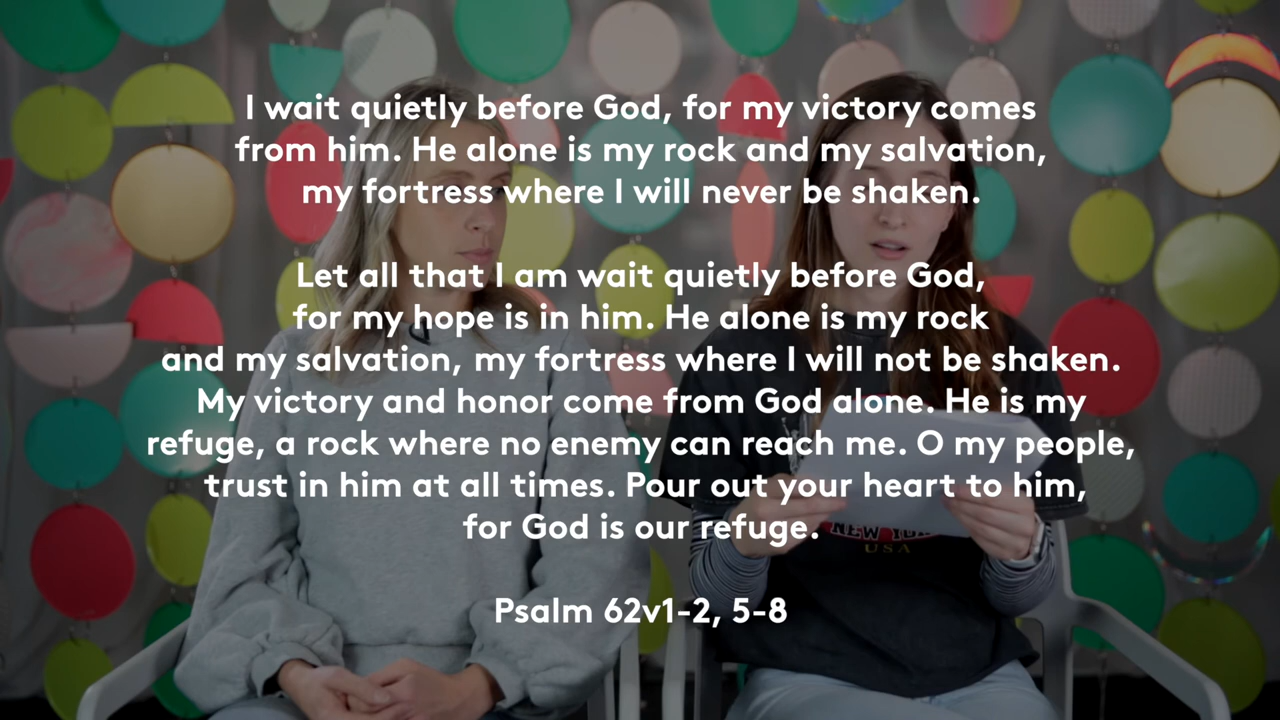 I wait quietly before God, for my victory comes
from him. He alone is my rock and my salvation,
my fortress where I will never be shaken.
Let all that I am wait quietly before God,
for my hope is in him. He alone is my rock
and my salvation, my fortress where I will not be shaken.
My victory and honor come from God alone. He is my
refuge, a rock where no enemy can reach me. O my people,
trust in him at all times. Pour out your heart to him,
for God is our refuge.
Psalm 62v1-2, 5-8
NEW YORK
USA